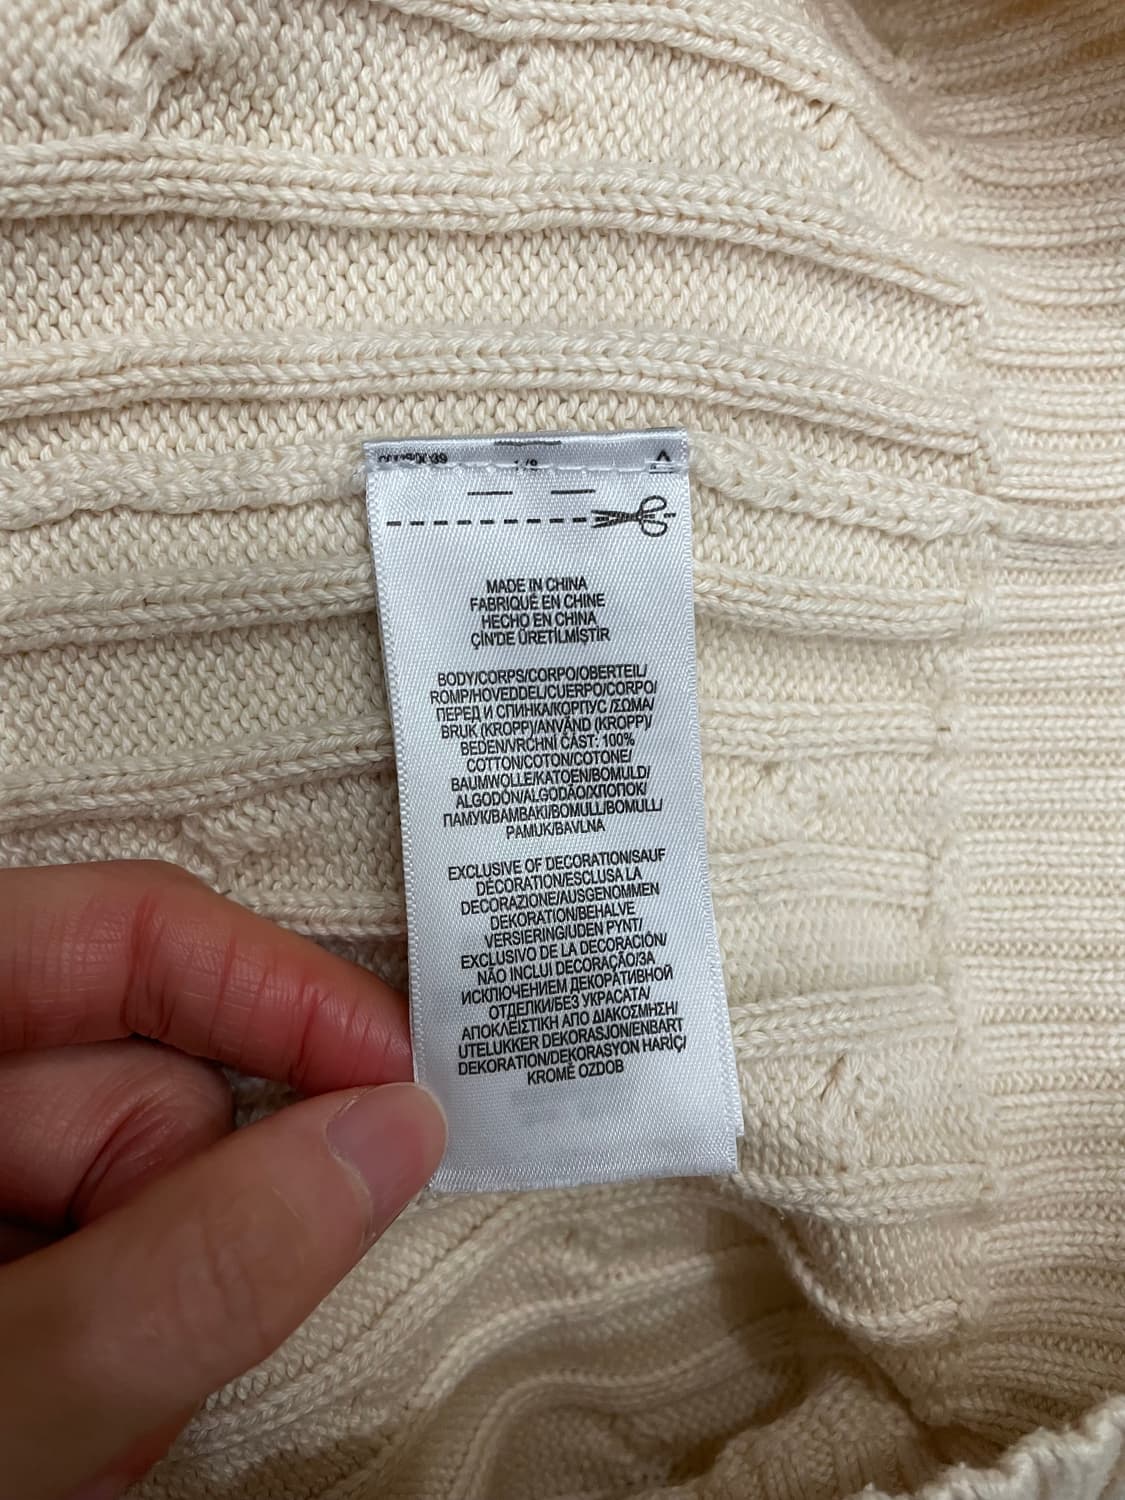 MADE IN CHINA
FABRIQUÉ EN CHINE
HECHO EN CHINA
ÇİN'DE ÜRETİLMİŞTİR
BODY/CORPS/CORPO/OBERTEIL/
ROMP/HOVEDDEL/CUERPO/CORPO/
ПЕРЕД И СПИНКА/КОРПУС /ΣΩΜΑ/
BRUK (KROPP)/ANVÄND (KROPP)/
BEDEN/VRCHNÍ ČÁST: 100%
COTTON/COTON/COTONE/
BAUMWOLLE/KATOEN/BOMULD/
ALGODÓN/ALGODÃO/ХЛОПОК/
ПАМУК/ΒΑΜΒΑΚΙ/BOMULL/BOMULL/
PAMUK/BAVLNA
EXCLUSIVE OF DECORATION/SAUF
DÉCORATION/ESCLUSA LA
DECORAZIONE/AUSGENOMMEN
DEKORATION/BEHALVE
VERSIERING/UDEN PYNT/
EXCLUSIVO DE LA DECORACIÓN/
NÃO INCLUI DECORAÇÃO/ЗА
ИСКЛЮЧЕНИЕМ ДЕКОРАТИВНОЙ
ОТДЕЛКИ/БЕЗ УКРАСАТА/
ΑΠΟΚΛΕΙΣΤΙΚΗ ΑΠΟ ΔΙΑΚΟΣΜΗΣΗ/
UTELUKKER DEKORASJON/ENBART
DEKORATION/DEKORASYON HARİÇ/
KROMĚ OZDOB